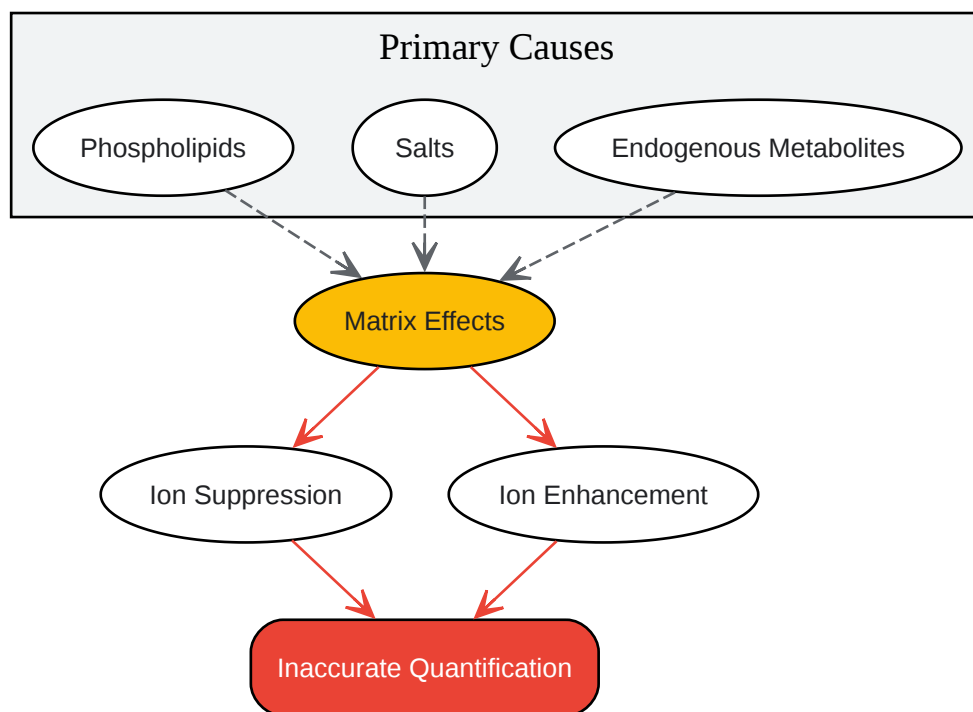 Primary Causes
Phospholipids
Salts
Endogenous Metabolites
Matrix Effects
Ion Suppression
Ion Enhancement
Inaccurate Quantification